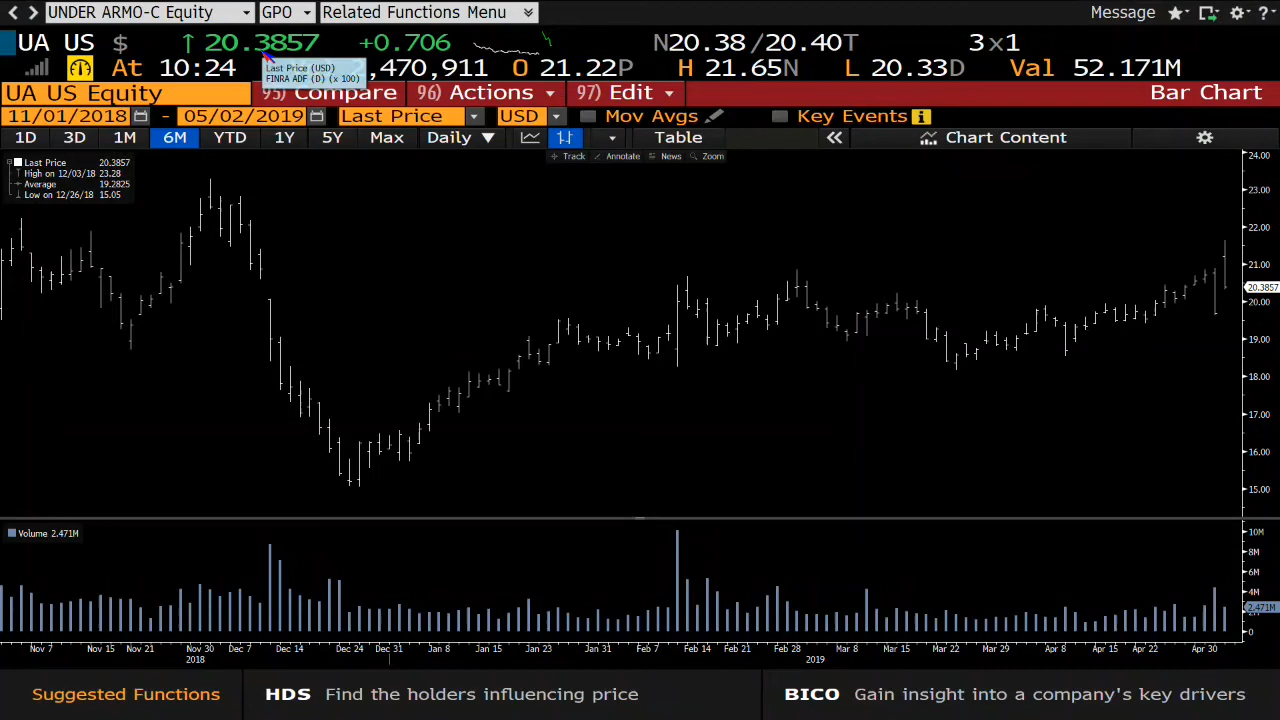 UNDER ARMO-C Equity GPO Related Functions Menu Message ?
UA US $ ↑ 20.3857 +0.706 N20.38 /20.40T 3×1
At 10:24 2,470,911 O 21.22P H 21.65N L 20.33D Val 52.171M
Last Price (USD)
FINRA ADF (D) (x 100)
UA US Equity 95) Compare 96) Actions 97) Edit Bar Chart
11/01/2018 - 05/02/2019 Last Price USD Mov Avgs Key Events
1D 3D 1M 6M YTD 1Y 5Y Max Daily ▼ Table « Chart Content
Track Annotate News Zoom
Last Price 20.3857
High on 12/03/18 23.28
Average 19.2825
Low on 12/26/18 15.05
24.00
23.00
22.00
21.00
20.3857
20.00
19.00
18.00
17.00
16.00
15.00
Volume 2.471M
10M
8M
6M
4M
2.471M
0
Nov 7 Nov 15 Nov 21 Nov 30 Dec 7 Dec 14 Dec 24 Dec 31 Jan 8 Jan 15 Jan 23 Jan 31 Feb 7 Feb 14 Feb 21 Feb 28 Mar 8 Mar 15 Mar 22 Mar 29 Apr 8 Apr 15 Apr 22 Apr 30
2018 2019
Suggested Functions HDS Find the holders influencing price BICO Gain insight into a company's key drivers